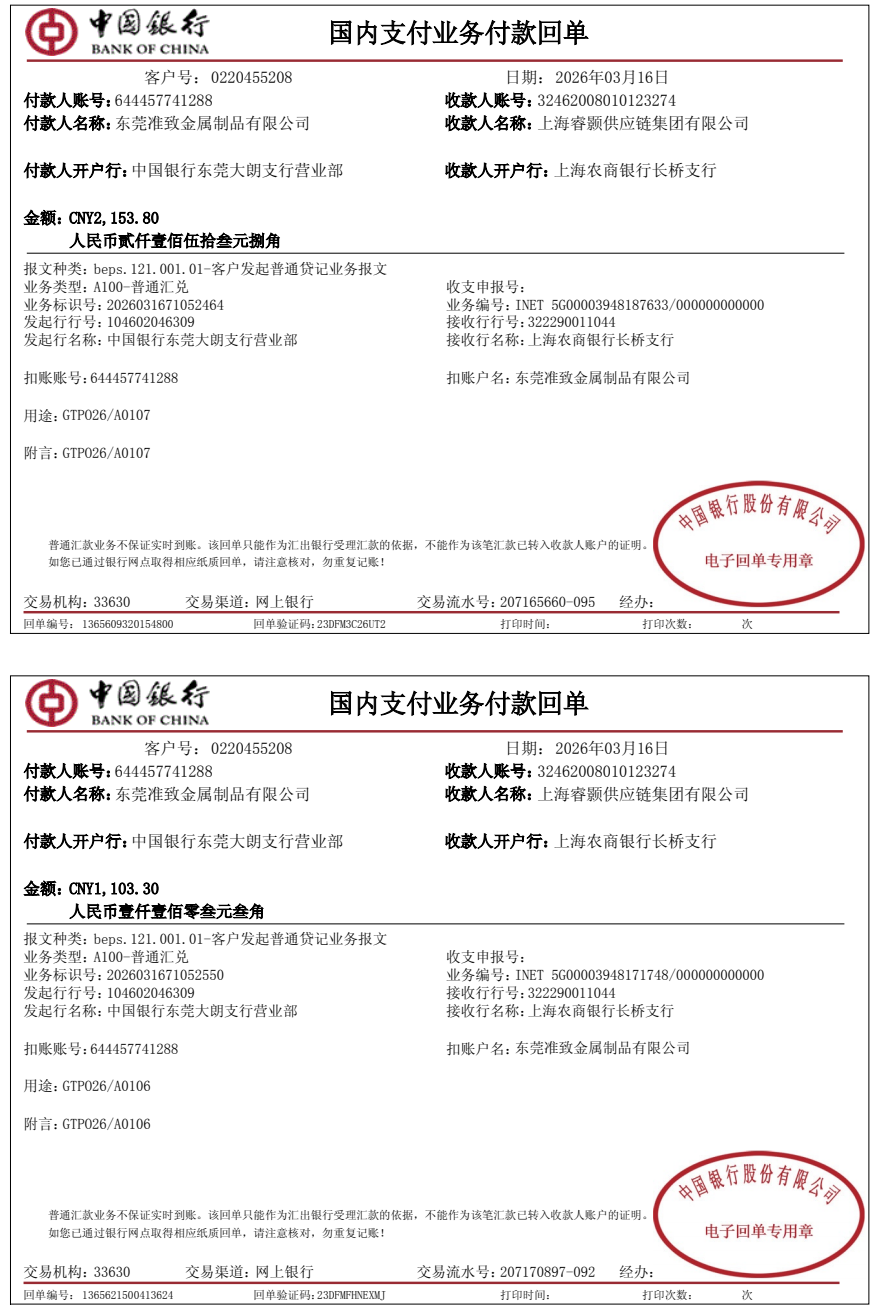 中國銀行
BANK OF CHINA
国内支付业务付款回单
客户号：0220455208 日期：2026年03月16日
付款人账号：644457741288 收款人账号：32462008010123274
付款人名称：东莞准致金属制品有限公司 收款人名称：上海睿颢供应链集团有限公司
付款人开户行：中国银行东莞大朗支行营业部 收款人开户行：上海农商银行长桥支行
金额：CNY2,153.80
人民币贰仟壹佰伍拾叁元捌角
报文种类：beps.121.001.01-客户发起普通贷记业务报文
业务类型：A100-普通汇兑 收支申报号：
业务标识号：2026031671052464 业务编号：INET 5G00003948187633/000000000000
发起行行号：104602046309 接收行行号：322290011044
发起行名称：中国银行东莞大朗支行营业部 接收行名称：上海农商银行长桥支行
扣账账号：644457741288 扣账户名：东莞准致金属制品有限公司
用途：GTPO26/A0107
附言：GTPO26/A0107
中国银行股份有限公司
电子回单专用章
普通汇款业务不保证实时到账。该回单只能作为汇出银行受理汇款的依据，不能作为该笔汇款已转入收款人账户的证明。
如您已通过银行网点取得相应纸质回单，请注意核对，勿重复记账！
交易机构：33630 交易渠道：网上银行 交易流水号：207165660-095 经办：
回单编号：1365609320154800 回单验证码：23DFM3C26UT2 打印时间： 打印次数： 次
中國銀行
BANK OF CHINA
国内支付业务付款回单
客户号：0220455208 日期：2026年03月16日
付款人账号：644457741288 收款人账号：32462008010123274
付款人名称：东莞准致金属制品有限公司 收款人名称：上海睿颢供应链集团有限公司
付款人开户行：中国银行东莞大朗支行营业部 收款人开户行：上海农商银行长桥支行
金额：CNY1,103.30
人民币壹仟壹佰零叁元叁角
报文种类：beps.121.001.01-客户发起普通贷记业务报文
业务类型：A100-普通汇兑 收支申报号：
业务标识号：2026031671052550 业务编号：INET 5G00003948171748/000000000000
发起行行号：104602046309 接收行行号：322290011044
发起行名称：中国银行东莞大朗支行营业部 接收行名称：上海农商银行长桥支行
扣账账号：644457741288 扣账户名：东莞准致金属制品有限公司
用途：GTPO26/A0106
附言：GTPO26/A0106
中国银行股份有限公司
电子回单专用章
普通汇款业务不保证实时到账。该回单只能作为汇出银行受理汇款的依据，不能作为该笔汇款已转入收款人账户的证明。
如您已通过银行网点取得相应纸质回单，请注意核对，勿重复记账！
交易机构：33630 交易渠道：网上银行 交易流水号：207170897-092 经办：
回单编号：1365621500413624 回单验证码：23DFMFHNEXMJ 打印时间： 打印次数： 次